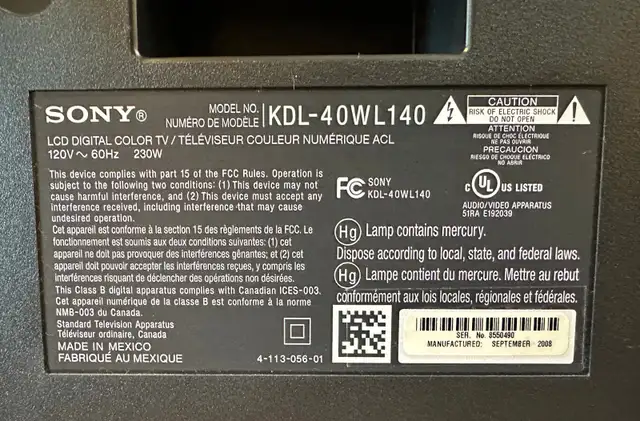 SONY®
MODEL NO.
NUMÉRO DE MODÈLE
KDL-40WL140
LCD DIGITAL COLOR TV / TÉLÉVISEUR COULEUR NUMÉRIQUE ACL
120V ~ 60Hz 230W
CAUTION
RISK OF ELECTRIC SHOCK
DO NOT OPEN
ATTENTION
RISQUE DE CHOC ÉLECTRIQUE
NE PAS OUVRIR
PRECAUCION
RIESGO DE CHOQUE ELÉCTRICO
NO ABRIR
This device complies with part 15 of the FCC Rules. Operation is
subject to the following two conditions: (1) This device may not
cause harmful interference, and (2) This device must accept any
interference received, including interference that may cause
undesired operation.
Cet appareil est conforme à la section 15 des règlements de la FCC. Le
fonctionnement est soumis aux deux conditions suivantes: (1) cet
appareil ne doit pas provoquer des interférences gênantes; et (2) cet
appareil doit pouvoir accepter les interférences reçues, y compris les
interférences risquant de déclencher des opérations non désirées.
This Class B digital apparatus complies with Canadian ICES-003.
Cet appareil numérique de la classe B est conforme à la norme
NMB-003 du Canada.
Standard Television Apparatus
Téléviseur ordinaire, Canada
MADE IN MEXICO
FABRIQUÉ AU MEXIQUE
4-113-056-01
FC SONY
KDL-40WL140
c UL US LISTED
AUDIO/VIDEO APPARATUS
51RA E192039
Hg Lamp contains mercury.
Dispose according to local, state, and federal laws.
Hg Lampe contient du mercure. Mettre au rebut
conformément aux lois locales, régionales et fédérales.
SER. No. 8550490
MANUFACTURED: SEPTEMBER 2008